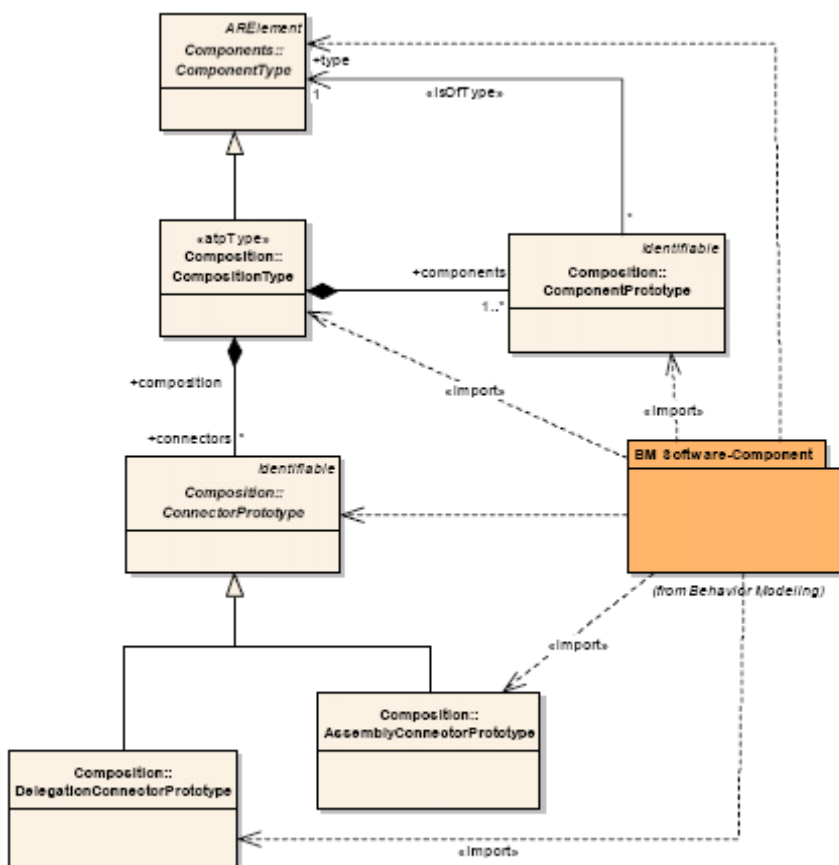 ARElement
Components::
ComponentType
+type
1
«isOfType»
*
«atpType»
Composition::
CompositionType
+components
1..*
Identifiable
Composition::
ComponentPrototype
+composition
«import»
«import»
+connectors *
BM Software-Component
Identifiable
Composition::
ConnectorPrototype
(from Behavior Modeling)
«import»
Composition::
AssemblyConnectorPrototype
Composition::
DelegationConnectorPrototype
«import»